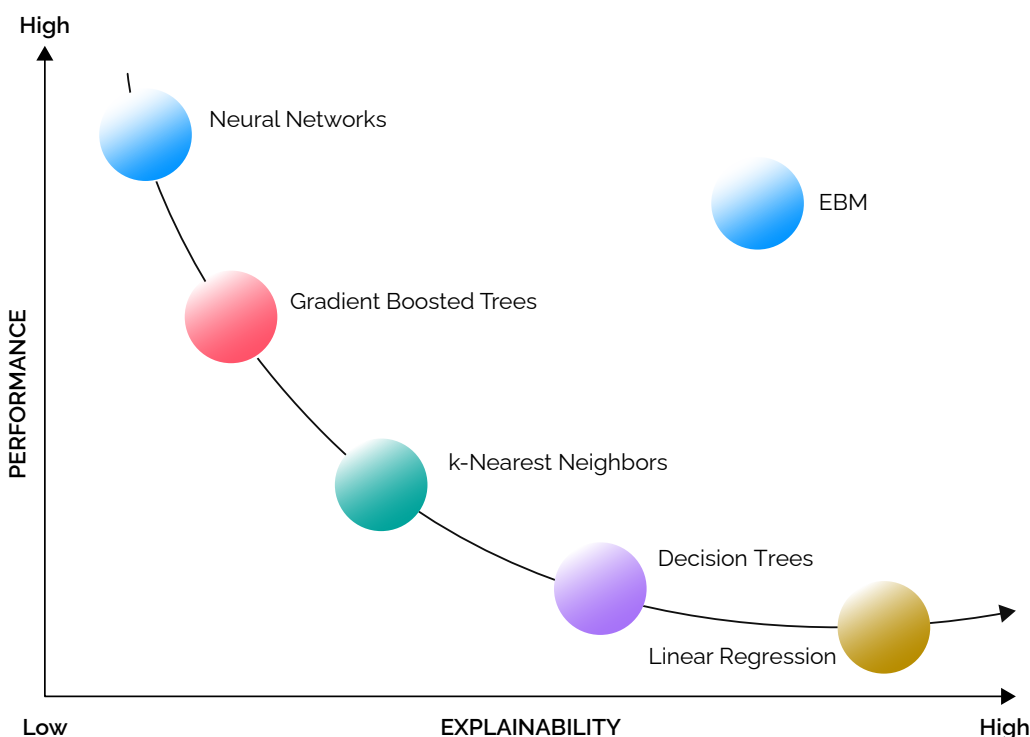 High
Neural Networks
EBM
Gradient Boosted Trees
PERFORMANCE
k-Nearest Neighbors
Decision Trees
Linear Regression
Low
EXPLAINABILITY
High